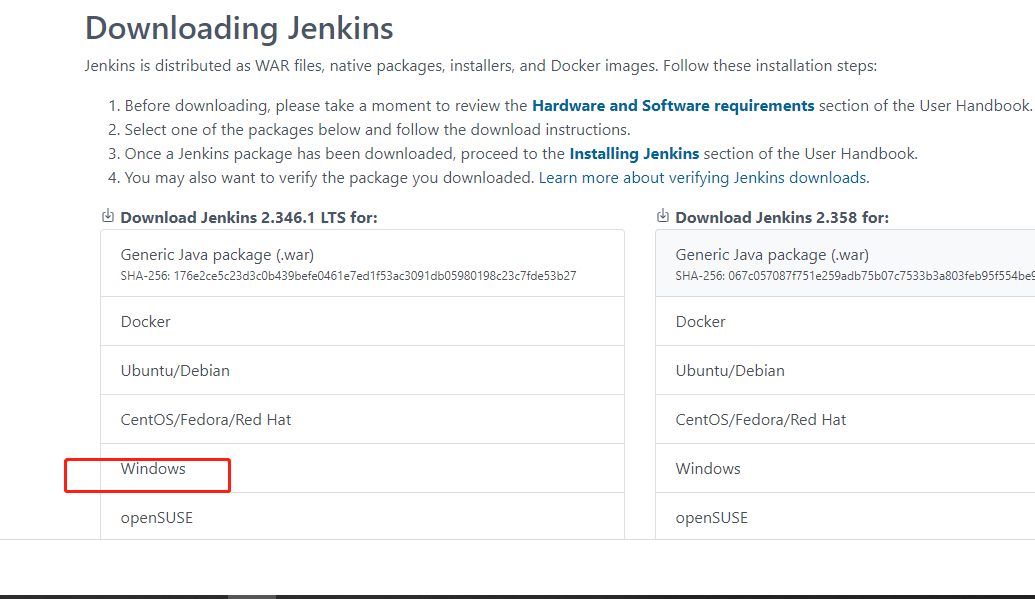 Downloading Jenkins
Jenkins is distributed as WAR files, native packages, installers, and Docker images. Follow these installation steps:
1. Before downloading, please take a moment to review the Hardware and Software requirements section of the User Handbook.
2. Select one of the packages below and follow the download instructions.
3. Once a Jenkins package has been downloaded, proceed to the Installing Jenkins section of the User Handbook.
4. You may also want to verify the package you downloaded. Learn more about verifying Jenkins downloads.
Download Jenkins 2.346.1 LTS for:
Generic Java package (.war)
SHA-256: 176e2ce5c23d3c0b439befe0461e7ed1f53ac3091db05980198c23c7fde53b27
Docker
Ubuntu/Debian
CentOS/Fedora/Red Hat
Windows
openSUSE
Download Jenkins 2.358 for:
Generic Java package (.war)
SHA-256: 067c057087f751e259adb75b07c7533b3a803feb95f554be9
Docker
Ubuntu/Debian
CentOS/Fedora/Red Hat
Windows
openSUSE